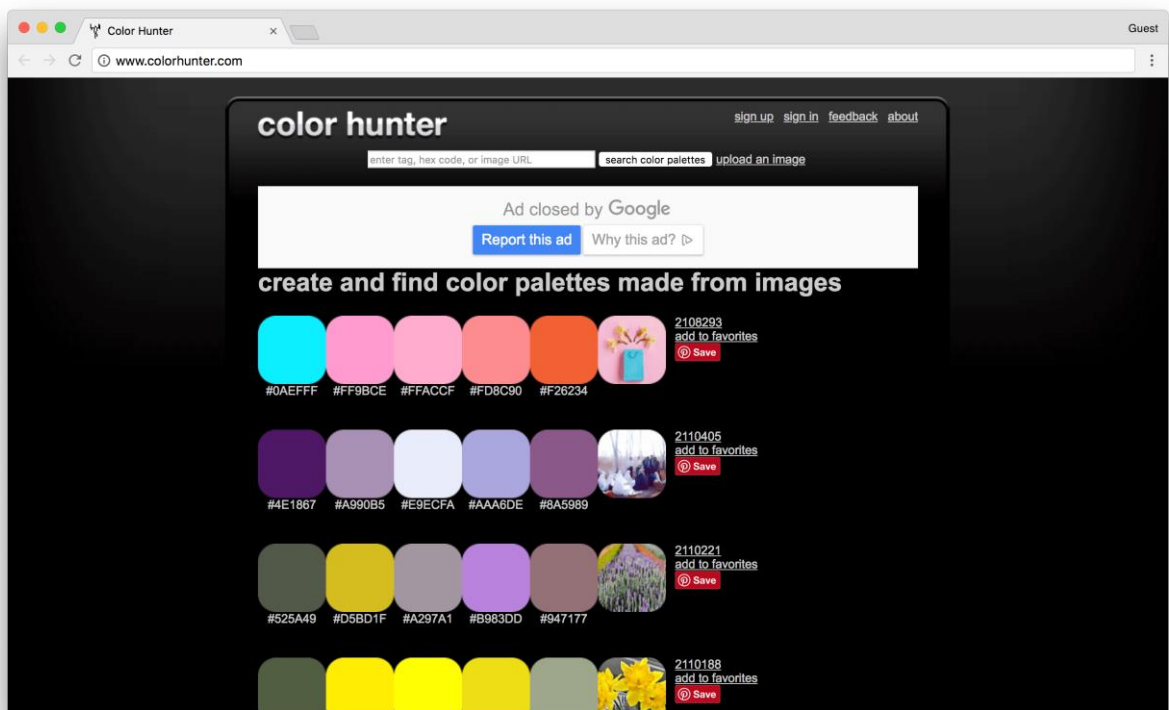 Color Hunter
Guest
www.colorhunter.com
color hunter
sign up sign in feedback about
enter tag, hex code, or image URL search color palettes upload an image
Ad closed by Google
Report this ad Why this ad?
create and find color palettes made from images
2108293
add to favorites
Save
#0AEFFF #FF9BCE #FFACCF #FD8C90 #F26234
2110405
add to favorites
Save
#4E1867 #A990B5 #E9ECFA #AAA6DE #8A5989
2110221
add to favorites
Save
#525A49 #D5BD1F #A297A1 #B983DD #947177
2110188
add to favorites
Save